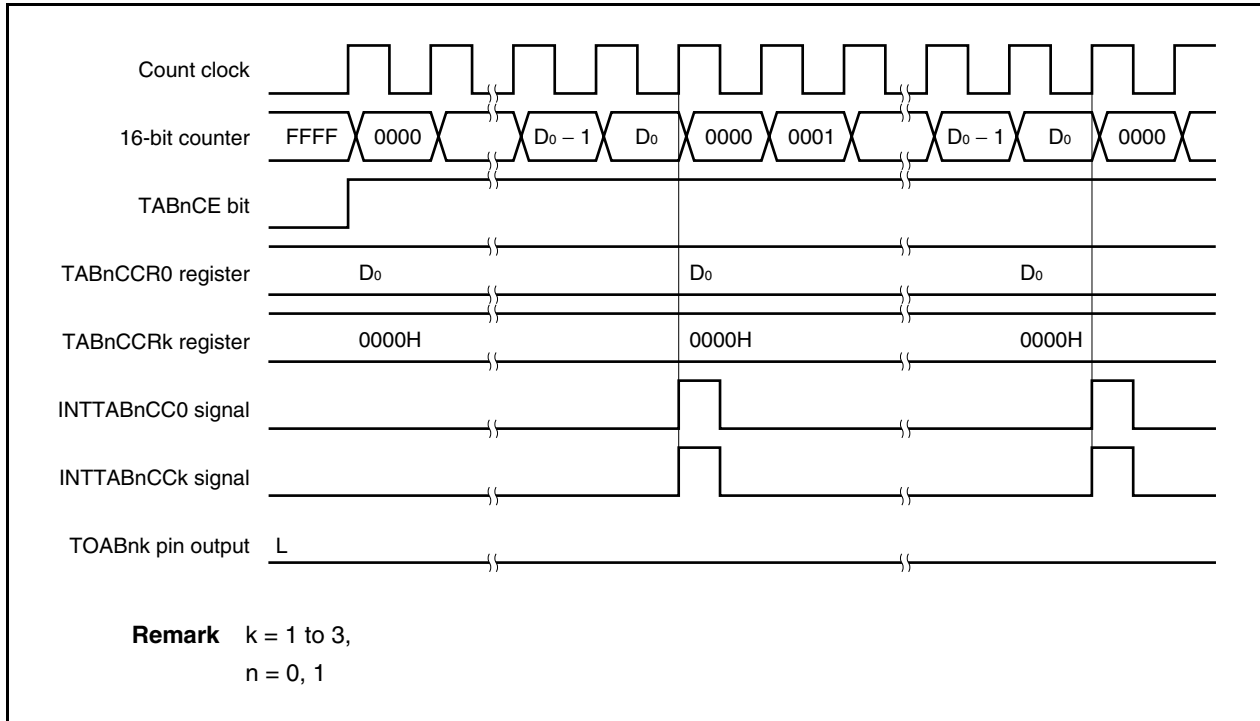 Count clock
16-bit counter FFFF 0000 D₀ – 1 D₀ 0000 0001 D₀ – 1 D₀ 0000
TABnCE bit
TABnCCR0 register D₀ D₀ D₀
TABnCCRk register 0000H 0000H 0000H
INTTABnCC0 signal
INTTABnCCk signal
TOABnk pin output L
Remark k = 1 to 3,
n = 0, 1